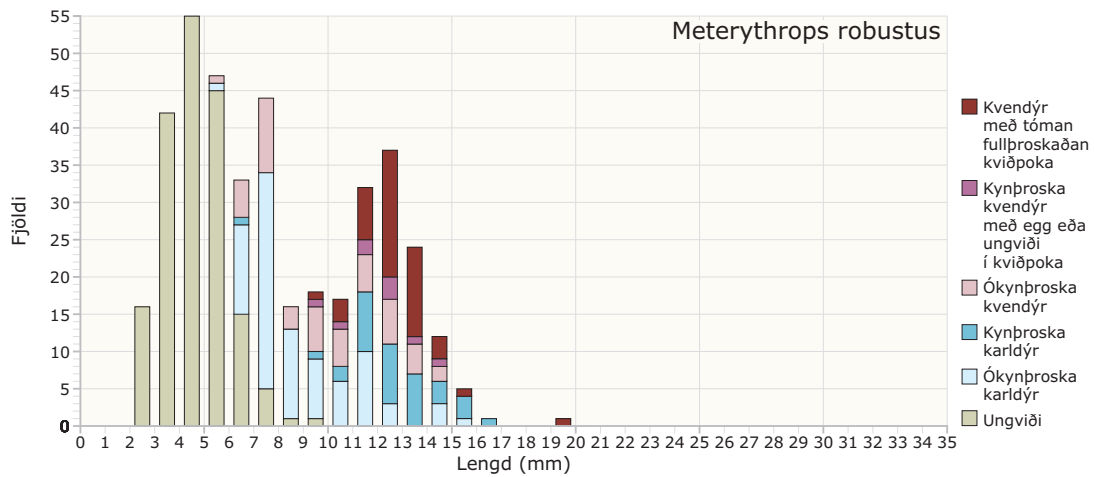 Meterythrops robustus
Fjöldi
55
50
45
40
35
30
25
20
15
10
5
0
0 1 2 3 4 5 6 7 8 9 10 11 12 13 14 15 16 17 18 19 20 21 22 23 24 25 26 27 28 29 30 31 32 33 34 35
Lengd (mm)
Kvendýr
með tóman
fullþroskaðan
kviðpoka
Kynþroska
kvendýr
með egg eða
ungviði
í kviðpoka
Ókynþroska
kvendýr
Kynþroska
karldýr
Ókynþroska
karldýr
Ungviði